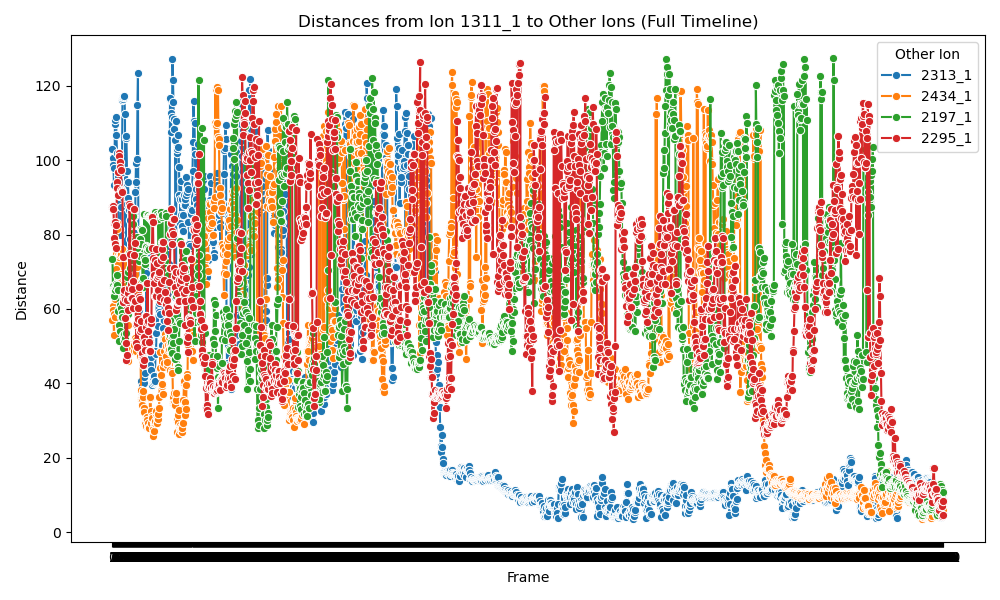 Distances from Ion 1311_1 to Other Ions (Full Timeline)
Other Ion
2313_1
2434_1
2197_1
2295_1
Distance
120
100
80
60
40
20
0
Frame